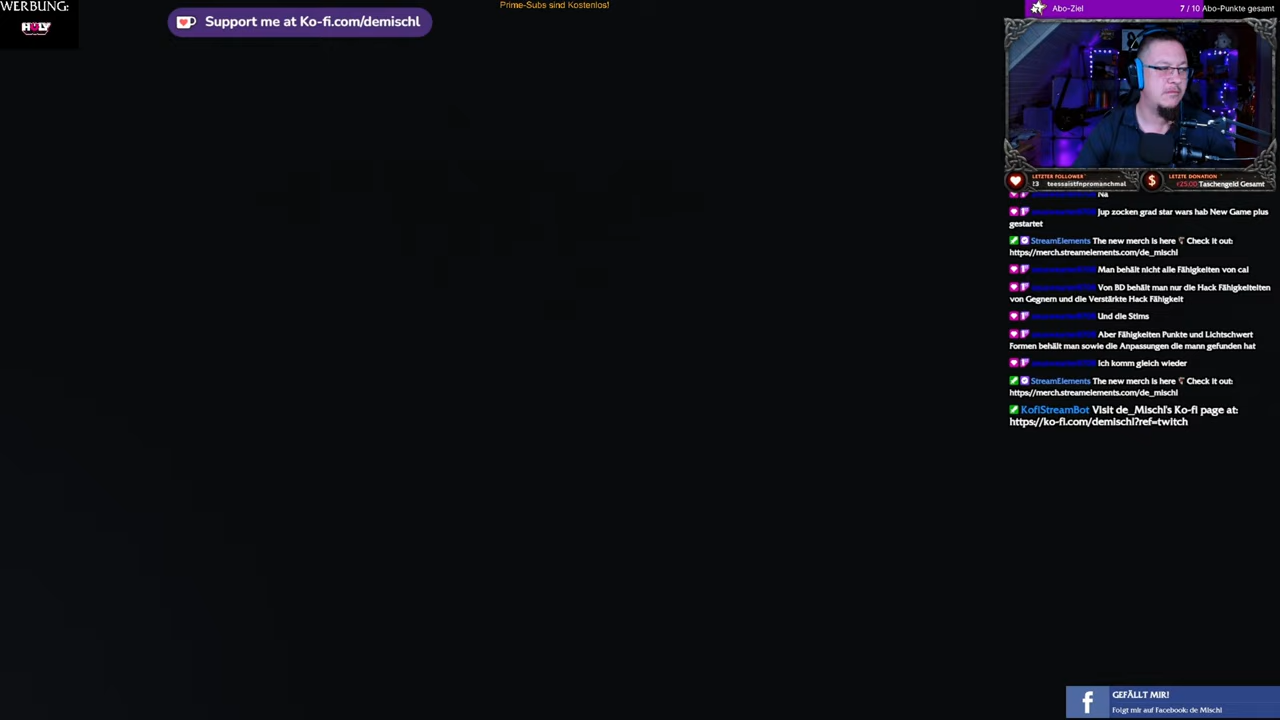 WERBUNG:
HOLY
Support me at Ko-fi.com/demischl
Prime-Subs sind Kostenlos!
Abo-Ziel
7 / 10 Abo-Punkte gesamt
LETZTER FOLLOWER
teessaistfnpromanchmal
LETZTE DONATION
Taschengeld Gesamt
Na
Jup zocken grad star wars hab New Game plus
gestartet
StreamElements The new merch is here Check it out:
https://merch.streamelements.com/de_mischl
Man behält nicht alle Fähigkeiten von cal
Von BD behält man nur die Hack Fähigkeitelten
von Gegnern und die Verstärkte Hack Fähigkeit
Und die Stims
Aber Fähigkeiten Punkte und Lichtschwert
Formen behält man sowie die Anpassungen die mann gefunden hat
Ich komm gleich wieder
StreamElements The new merch is here Check it out:
https://merch.streamelements.com/de_mischl
KofiStreamBot Visit de_Mischl's Ko-fi page at:
https://ko-fi.com/demischl?ref=twitch
GEFÄLLT MIR!
Folgt mir auf Facebook: de Mischl